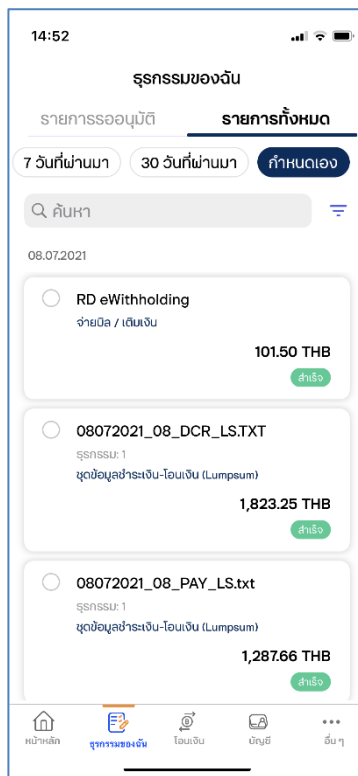 14:52
ธุรกรรมของฉัน
รายการรออนุมัติ รายการทั้งหมด
7 วันที่ผ่านมา 30 วันที่ผ่านมา กำหนดเอง
ค้นหา
08.07.2021
RD eWithholding
จ่ายบิล / เติมเงิน
101.50 THB
สำเร็จ
08072021_08_DCR_LS.TXT
ธุรกรรม: 1
ชุดข้อมูลชำระเงิน-โอนเงิน (Lumpsum)
1,823.25 THB
สำเร็จ
08072021_08_PAY_LS.txt
ธุรกรรม: 1
ชุดข้อมูลชำระเงิน-โอนเงิน (Lumpsum)
1,287.66 THB
สำเร็จ
หน้าหลัก ธุรกรรมของฉัน โอนเงิน บัญชี อื่น ๆ